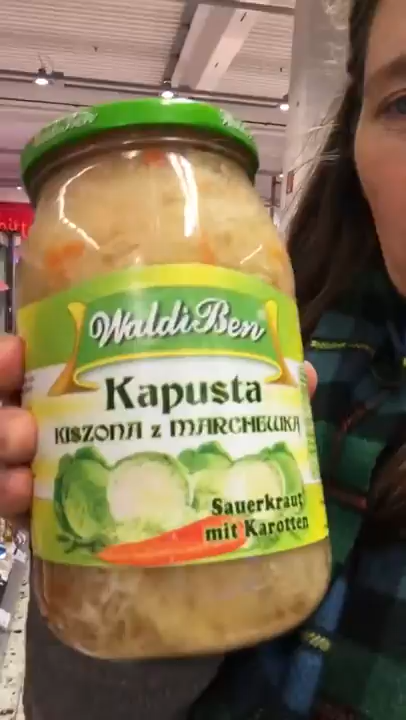 WaldiBen
Kapusta
KISZONA z MARCHEWKĄ
Sauerkraut
mit Karotten